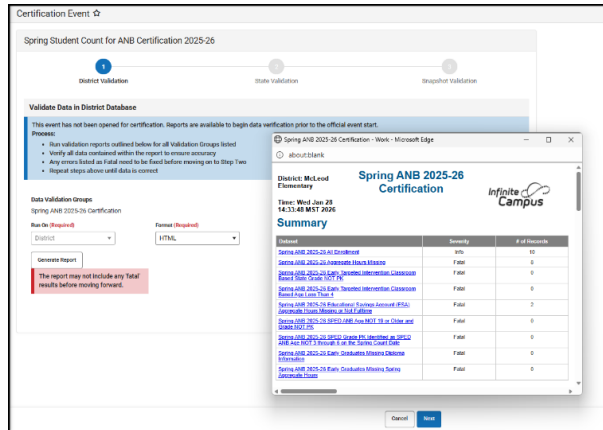 Certification Event ☆
Spring Student Count for ANB Certification 2025-26
1
2
3
District Validation
State Validation
Snapshot Validation
Validate Data in District Database
This event has not been opened for certification. Reports are available to begin data verification prior to the official event start.
Process:
• Run validation reports outlined below for all Validation Groups listed
• Verify all data contained within the report to ensure accuracy
• Any errors listed as Fatal need to be fixed before moving on to Step Two
• Repeat steps above until data is correct
Data Validation Groups
Spring ANB 2025-26 Certification
Run On (Required)
Format (Required)
District
HTML
Generate Report
The report may not include any 'fatal'
results before moving forward.
Spring ANB 2025-26 Certification - Work - Microsoft Edge
about:blank
District: McLeod
Elementary
Time: Wed Jan 28
14:33:48 MST 2026
Spring ANB 2025-26
Certification
Infinite
Campus
Summary
Dataset Severity # of Records
Spring ANB 2025-26 All Enrollment Info 10
Spring ANB 2025-26 Aggregate Hours Missing Fatal
Spring ANB 2025-26 Early Targeted Intervention Classroom
Based State Grade NOT PK Fatal 0
Spring ANB 2025-26 Early Targeted Intervention Classroom
Based Age Less Than 4 Fatal 0
Spring ANB 2025-26 Educational Savings Account (ESA)
Aggregate Hours Missing or Not Fulltime Fatal 2
Spring ANB 2025-26 SPED ANB Age NOT 18 or Older and
Grade NOT PK Fatal 0
Spring ANB 2025-26 SPED Grade PK Identified as SPED
ANB Age NOT 3 through 6 on the Spring Count Date Fatal 0
Spring ANB 2025-26 Early Graduates Missing Diploma
Information Fatal 0
Spring ANB 2025-26 Early Graduates Missing Spring
Aggregate Hours Fatal 0
Cancel
Next